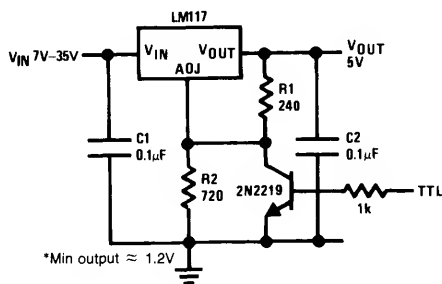 LM117
V_IN 7V–35V
V_IN
V_OUT
AOJ
V_OUT
5V
R1
240
C1
0.1μF
C2
0.1μF
R2
720
2N2219
TTL
1k
*Min output ≈ 1.2V